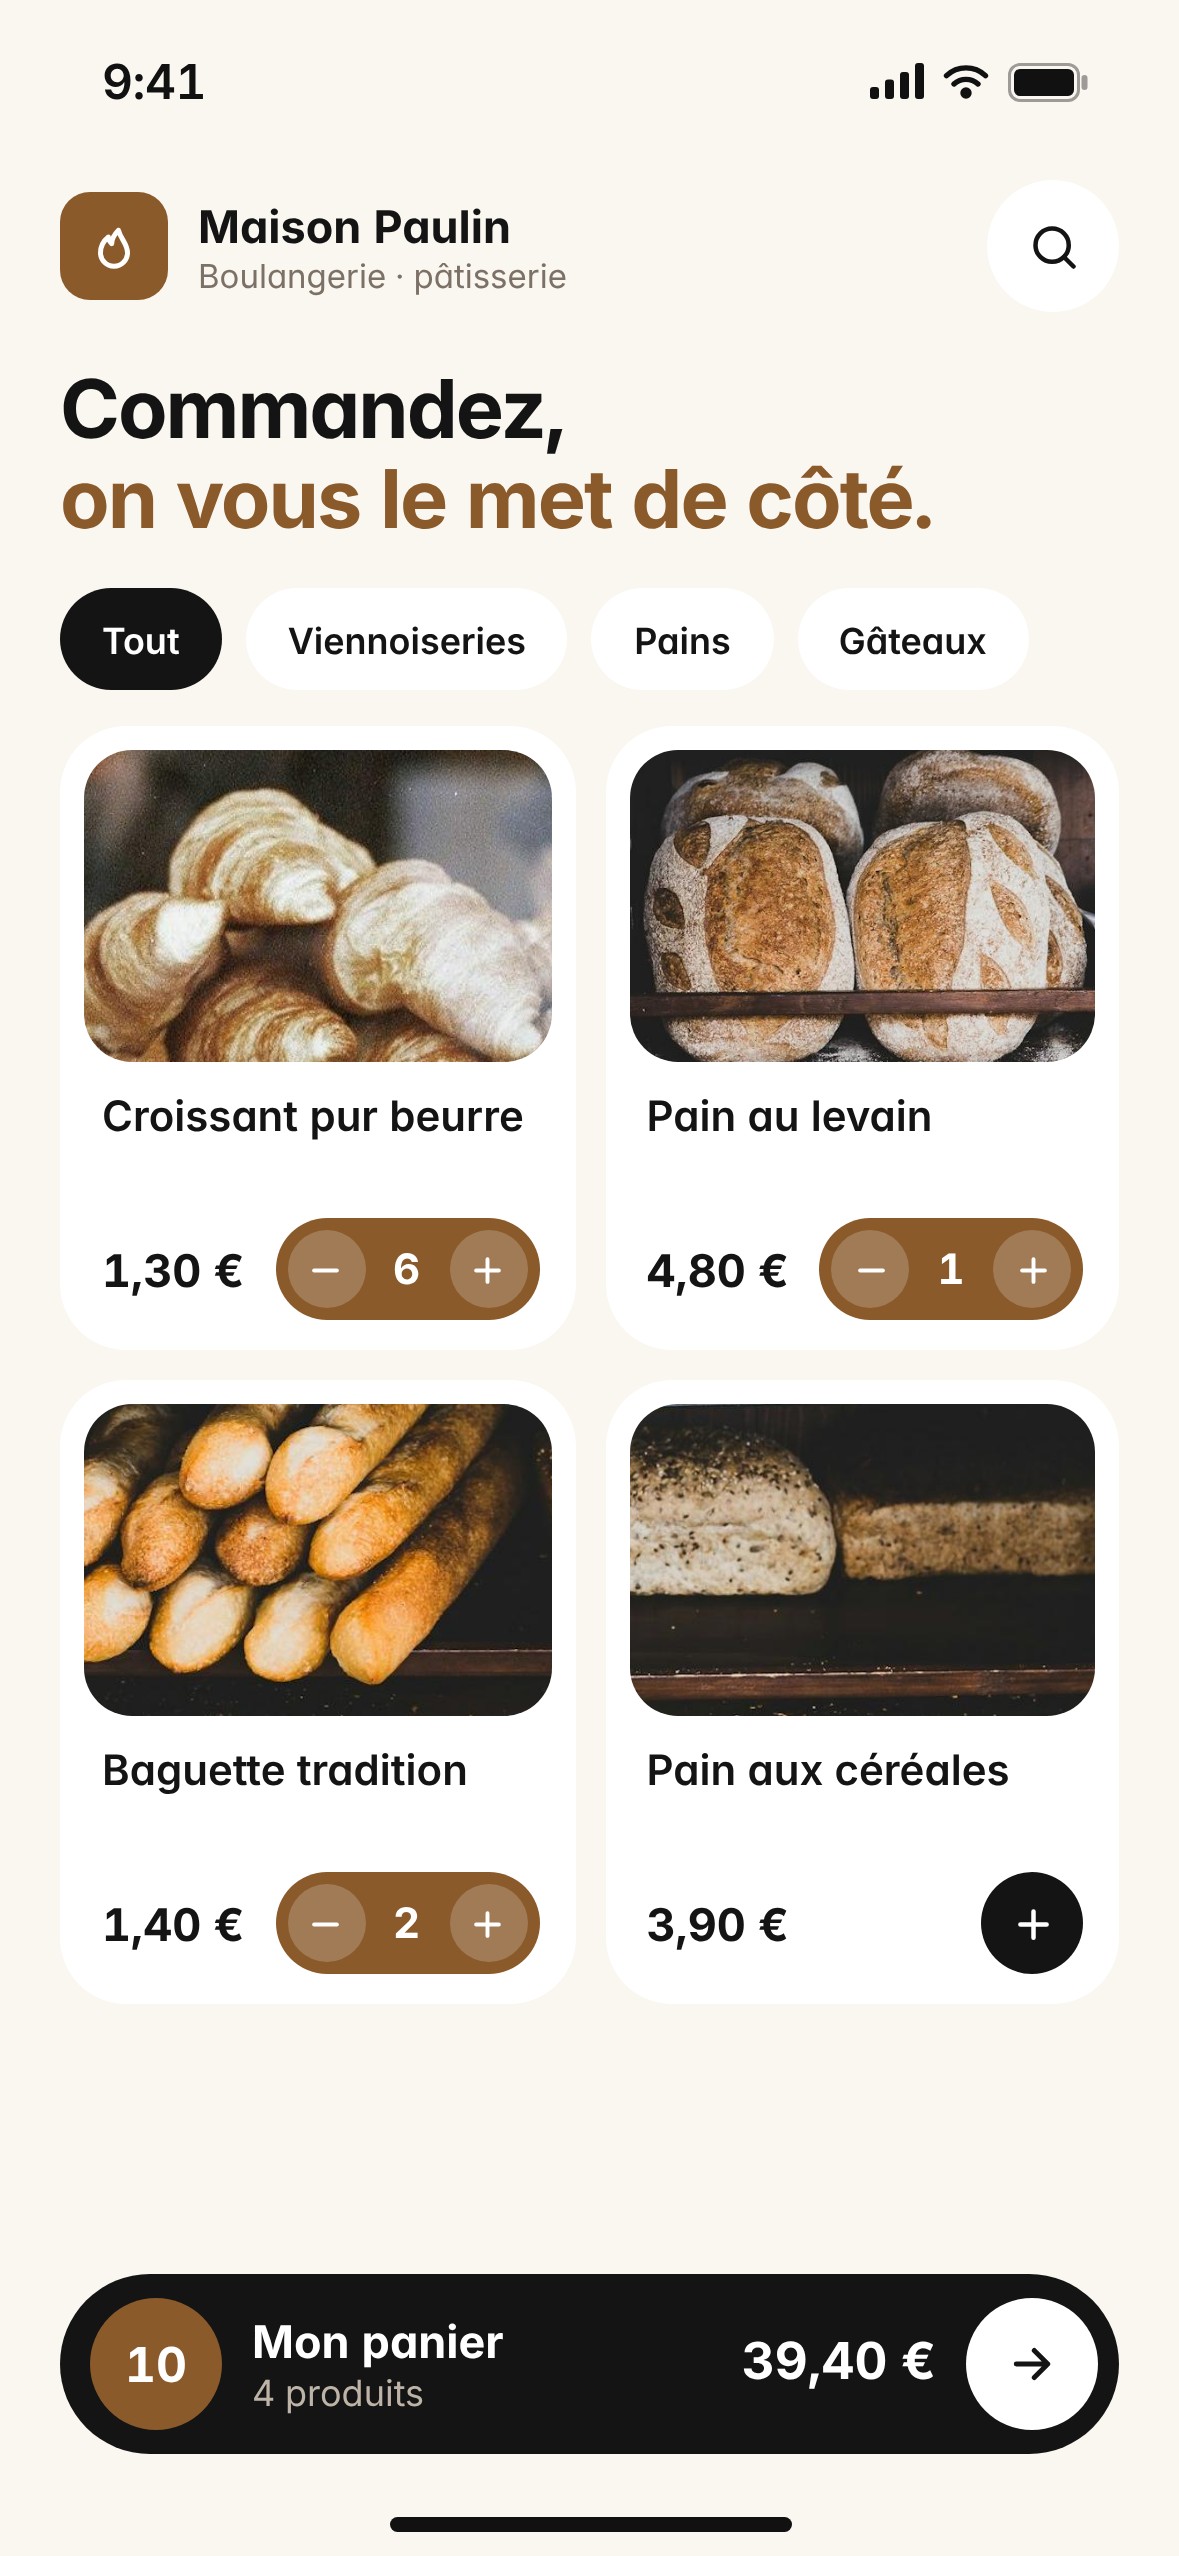 9:41
Maison Paulin
Boulangerie · pâtisserie
Commandez,
on vous le met de côté.
Tout
Viennoiseries
Pains
Gâteaux
Croissant pur beurre
1,30 €
6
Pain au levain
4,80 €
1
Baguette tradition
1,40 €
2
Pain aux céréales
3,90 €
10
Mon panier
4 produits
39,40 €